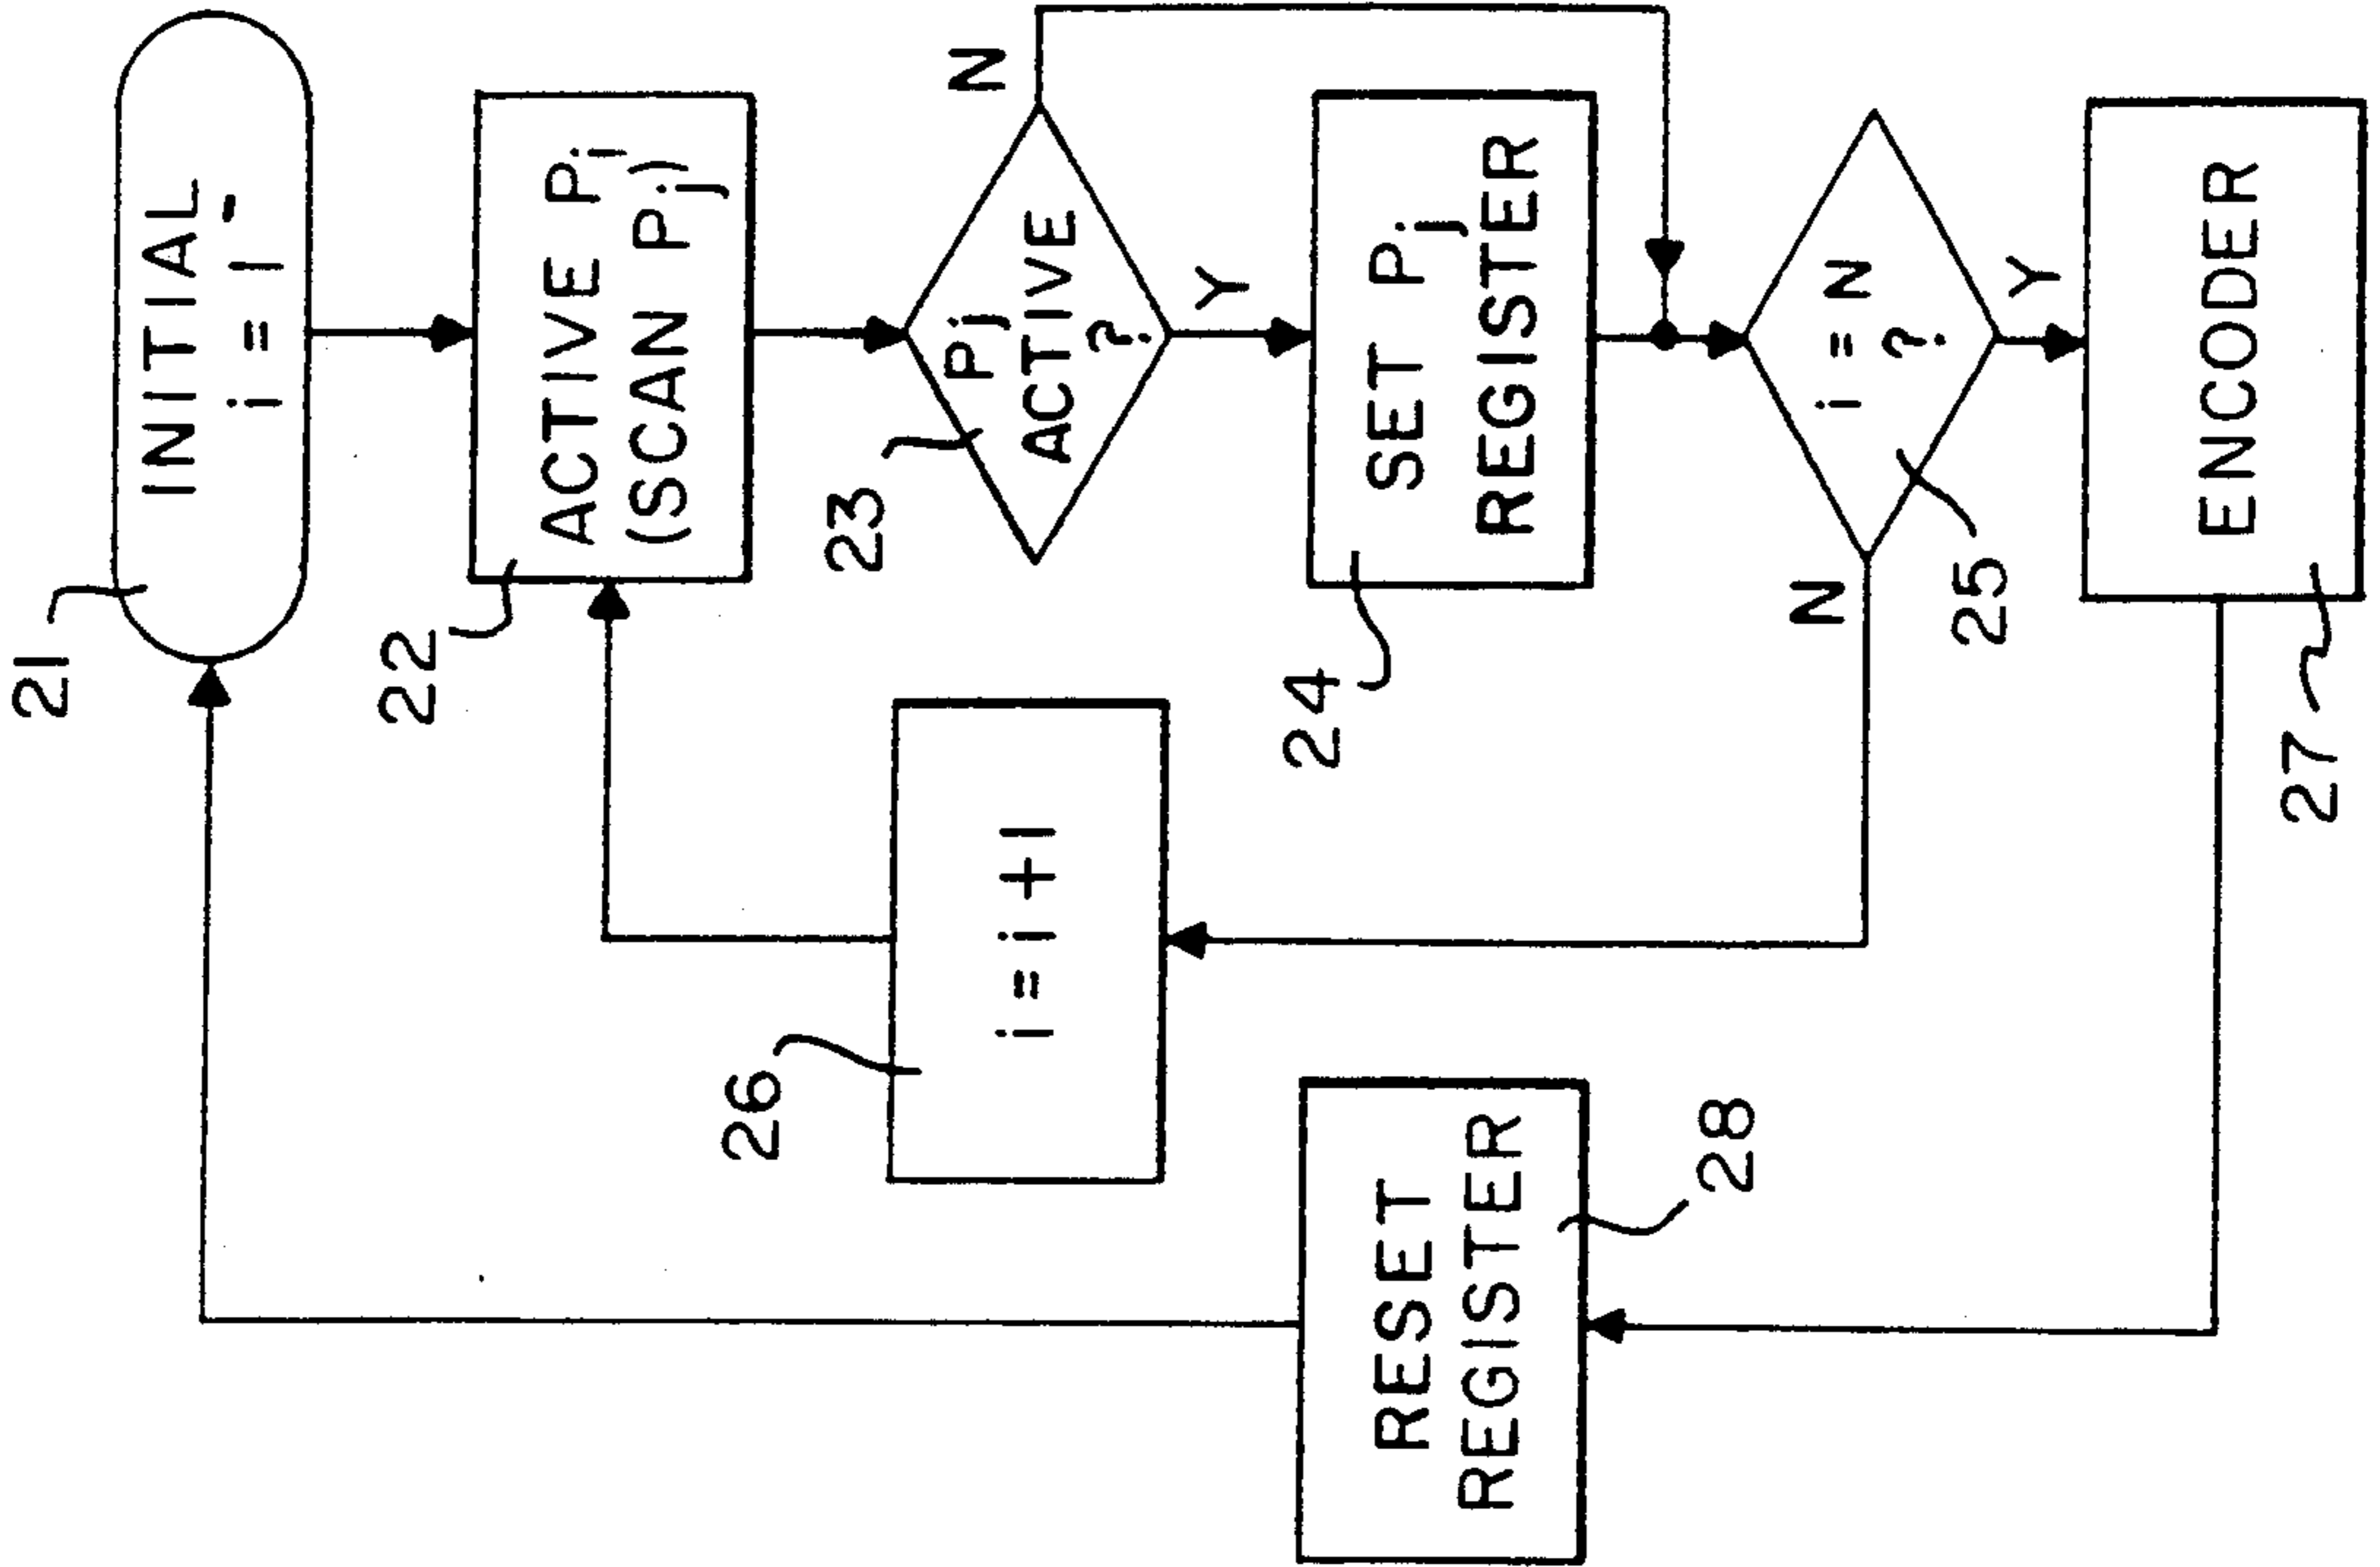 21
INITIAL
i = 1
22
ACTIVE Pi
(SCAN Pj)
23
Pj
ACTIVE
?
N
Y
24
SET Pj
REGISTER
25
i = N
?
N
Y
26
i = i + 1
27
ENCODER
28
RESET
REGISTER